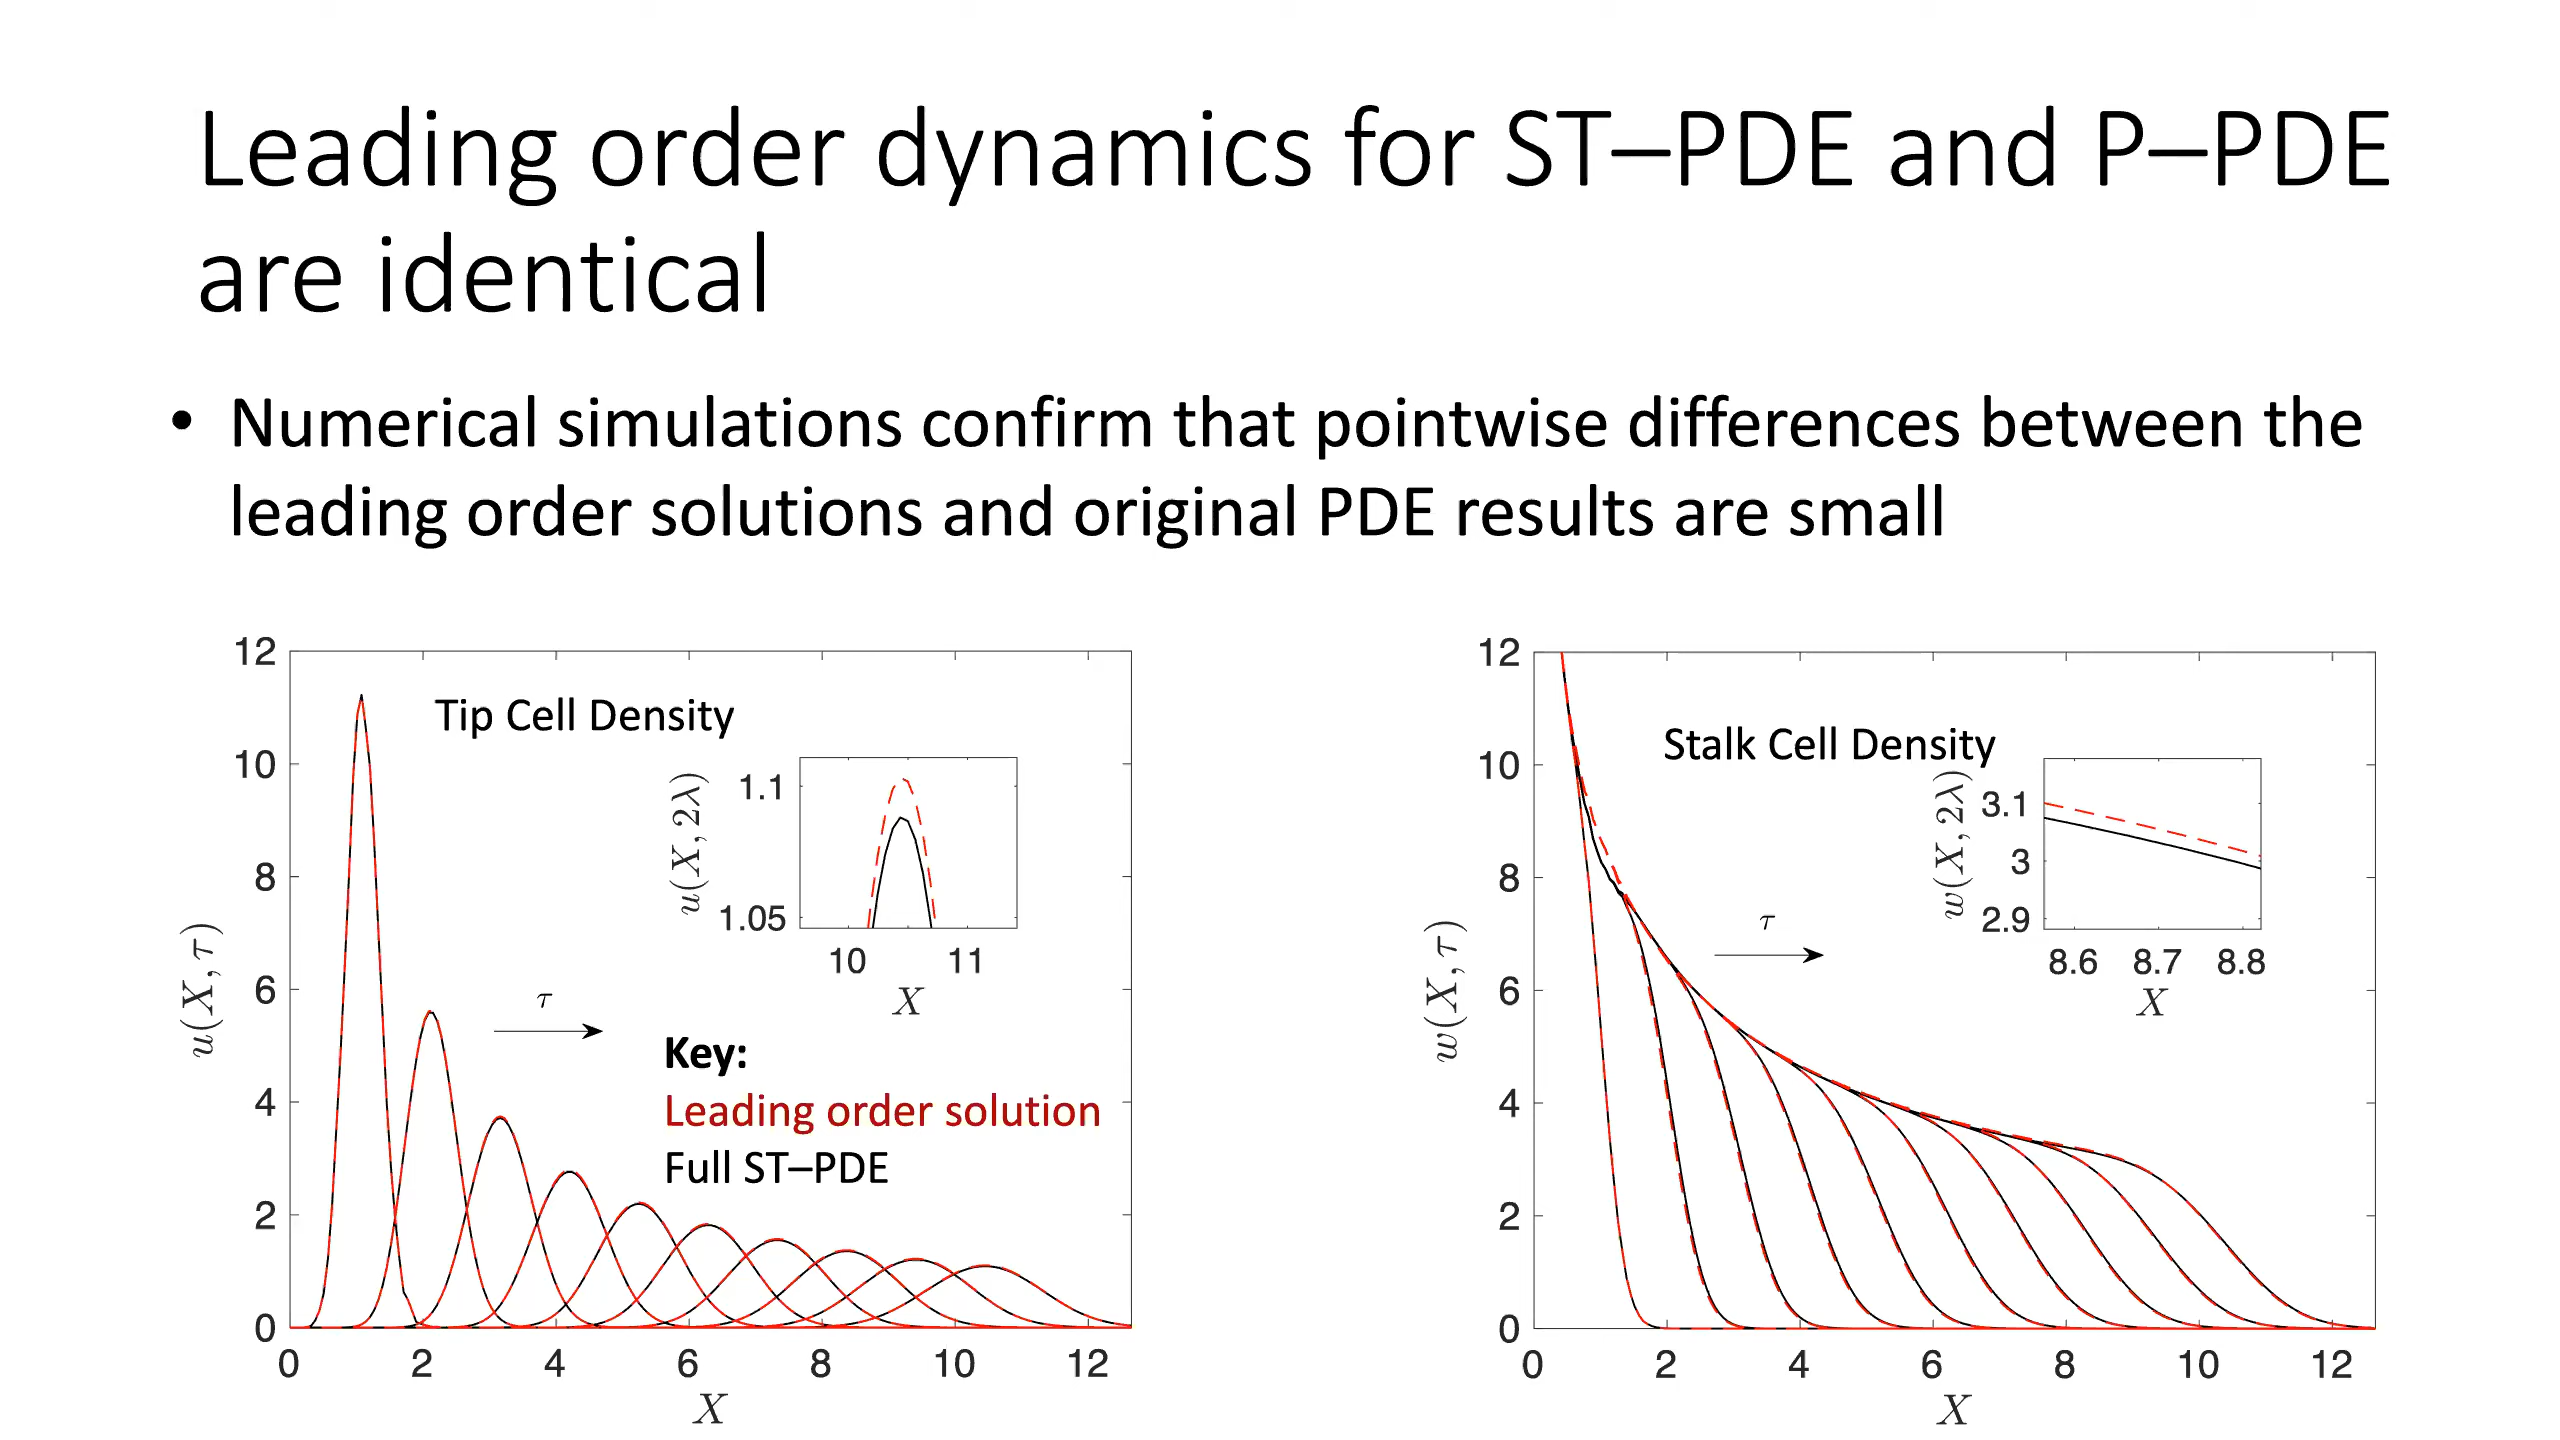 Leading order dynamics for ST–PDE and P–PDE
are identical
• Numerical simulations confirm that pointwise differences between the
leading order solutions and original PDE results are small
12
10
8
6
4
2
0
0 2 4 6 8 10 12
X
u(X, τ)
Tip Cell Density
τ
u(X, 2λ)
1.1
1.05
10 11
X
Key:
Leading order solution
Full ST–PDE
12
10
8
6
4
2
0
0 2 4 6 8 10 12
X
w(X, τ)
Stalk Cell Density
τ
w(X, 2λ)
3.1
3
2.9
8.6 8.7 8.8
X